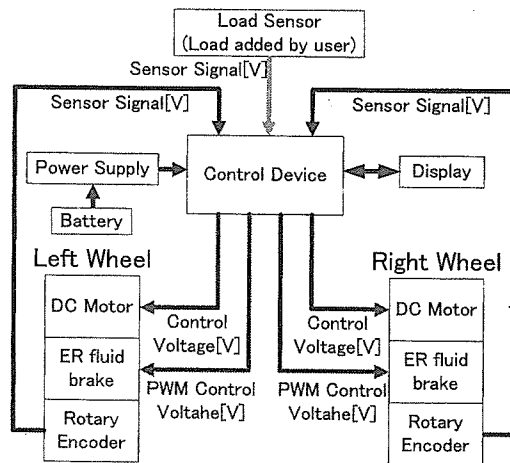 Load Sensor
(Load added by user)
Sensor Signal[V]
Sensor Signal[V]
Sensor Signal[V]
Power Supply
Control Device
Display
Battery
Left Wheel
Right Wheel
DC Motor
DC Motor
Control
Voltage[V]
Control
Voltage[V]
ER fluid
brake
ER fluid
brake
PWM Control
Voltahe[V]
PWM Control
Voltahe[V]
Rotary
Encoder
Rotary
Encoder